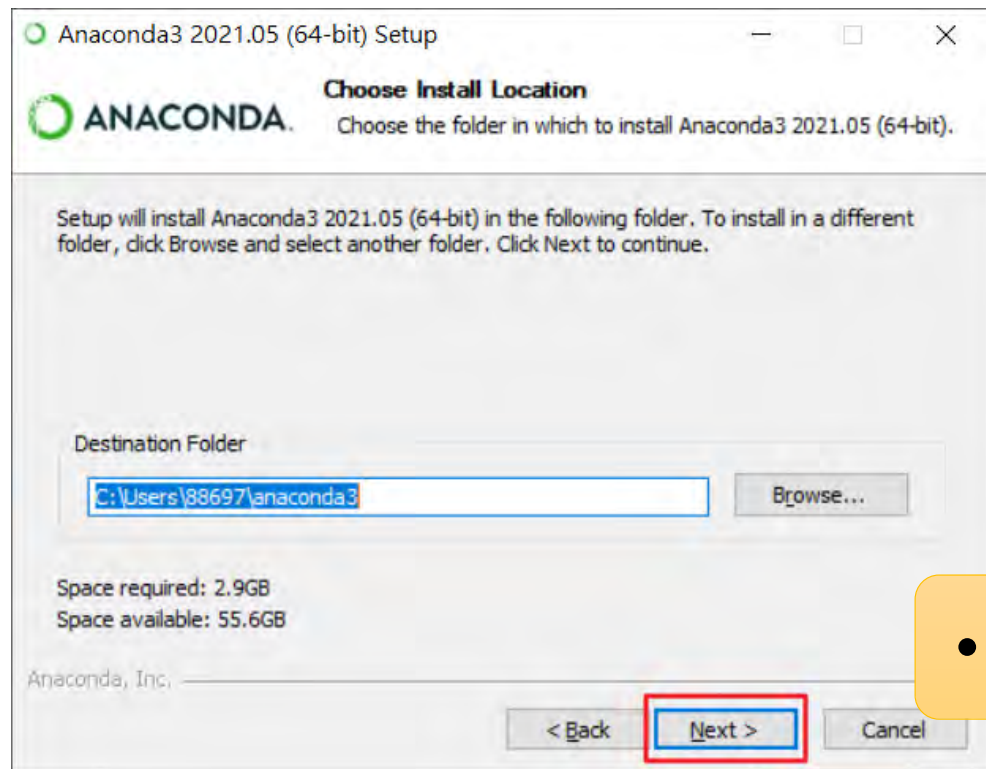 Anaconda3 2021.05 (64-bit) Setup
ANACONDA.
Choose Install Location
Choose the folder in which to install Anaconda3 2021.05 (64-bit).
Setup will install Anaconda3 2021.05 (64-bit) in the following folder. To install in a different
folder, click Browse and select another folder. Click Next to continue.
Destination Folder
C:\Users\88697\anaconda3
Browse...
Space required: 2.9GB
Space available: 55.6GB
Anaconda, Inc.
< Back
Next >
Cancel